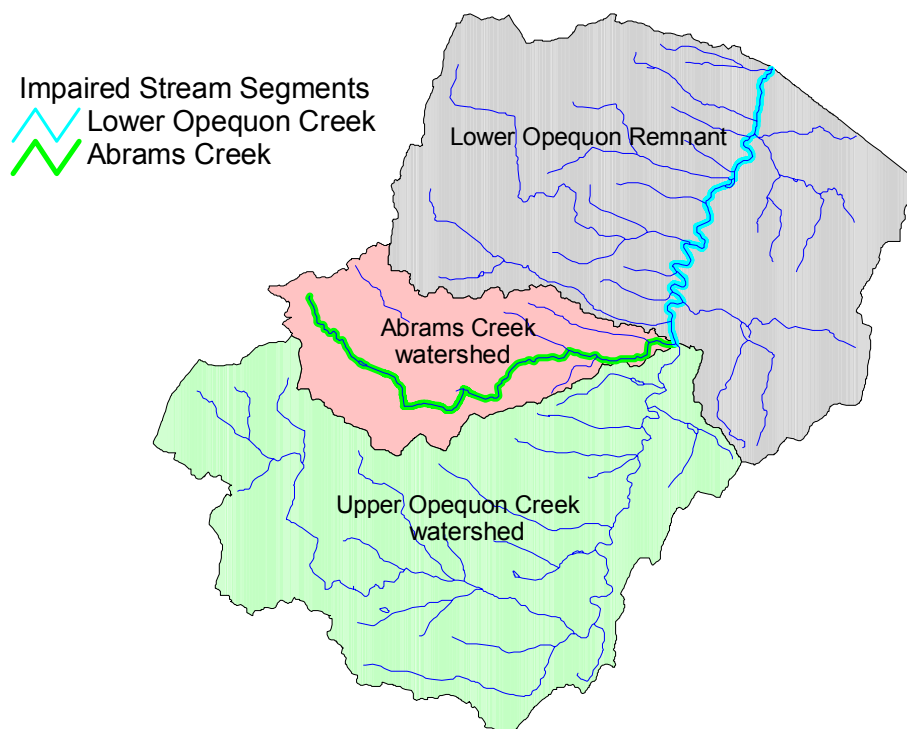 Impaired Stream Segments
Lower Opequon Creek
Abrams Creek
Lower Opequon Remnant
Abrams Creek
watershed
Upper Opequon Creek
watershed